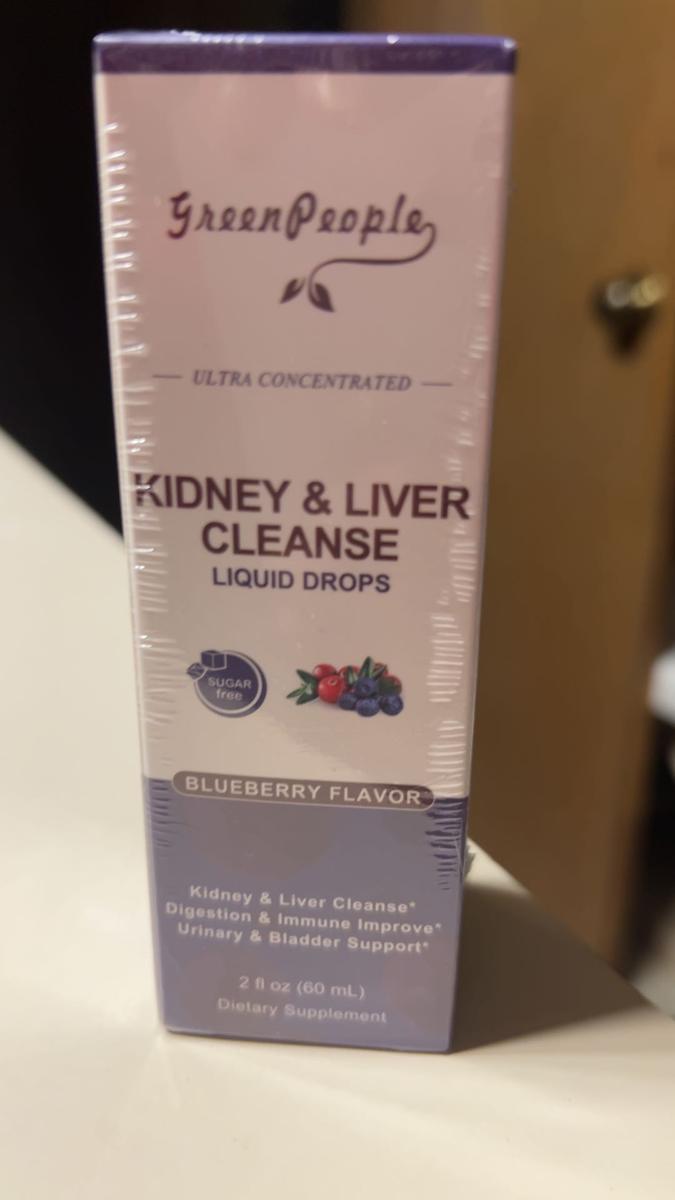 GreenPeople
ULTRA CONCENTRATED
KIDNEY & LIVER
CLEANSE
LIQUID DROPS
SUGAR
free
BLUEBERRY FLAVOR
Kidney & Liver Cleanse*
Digestion & Immune Improve*
Urinary & Bladder Support*
2 fl oz (60 mL)
Dietary Supplement